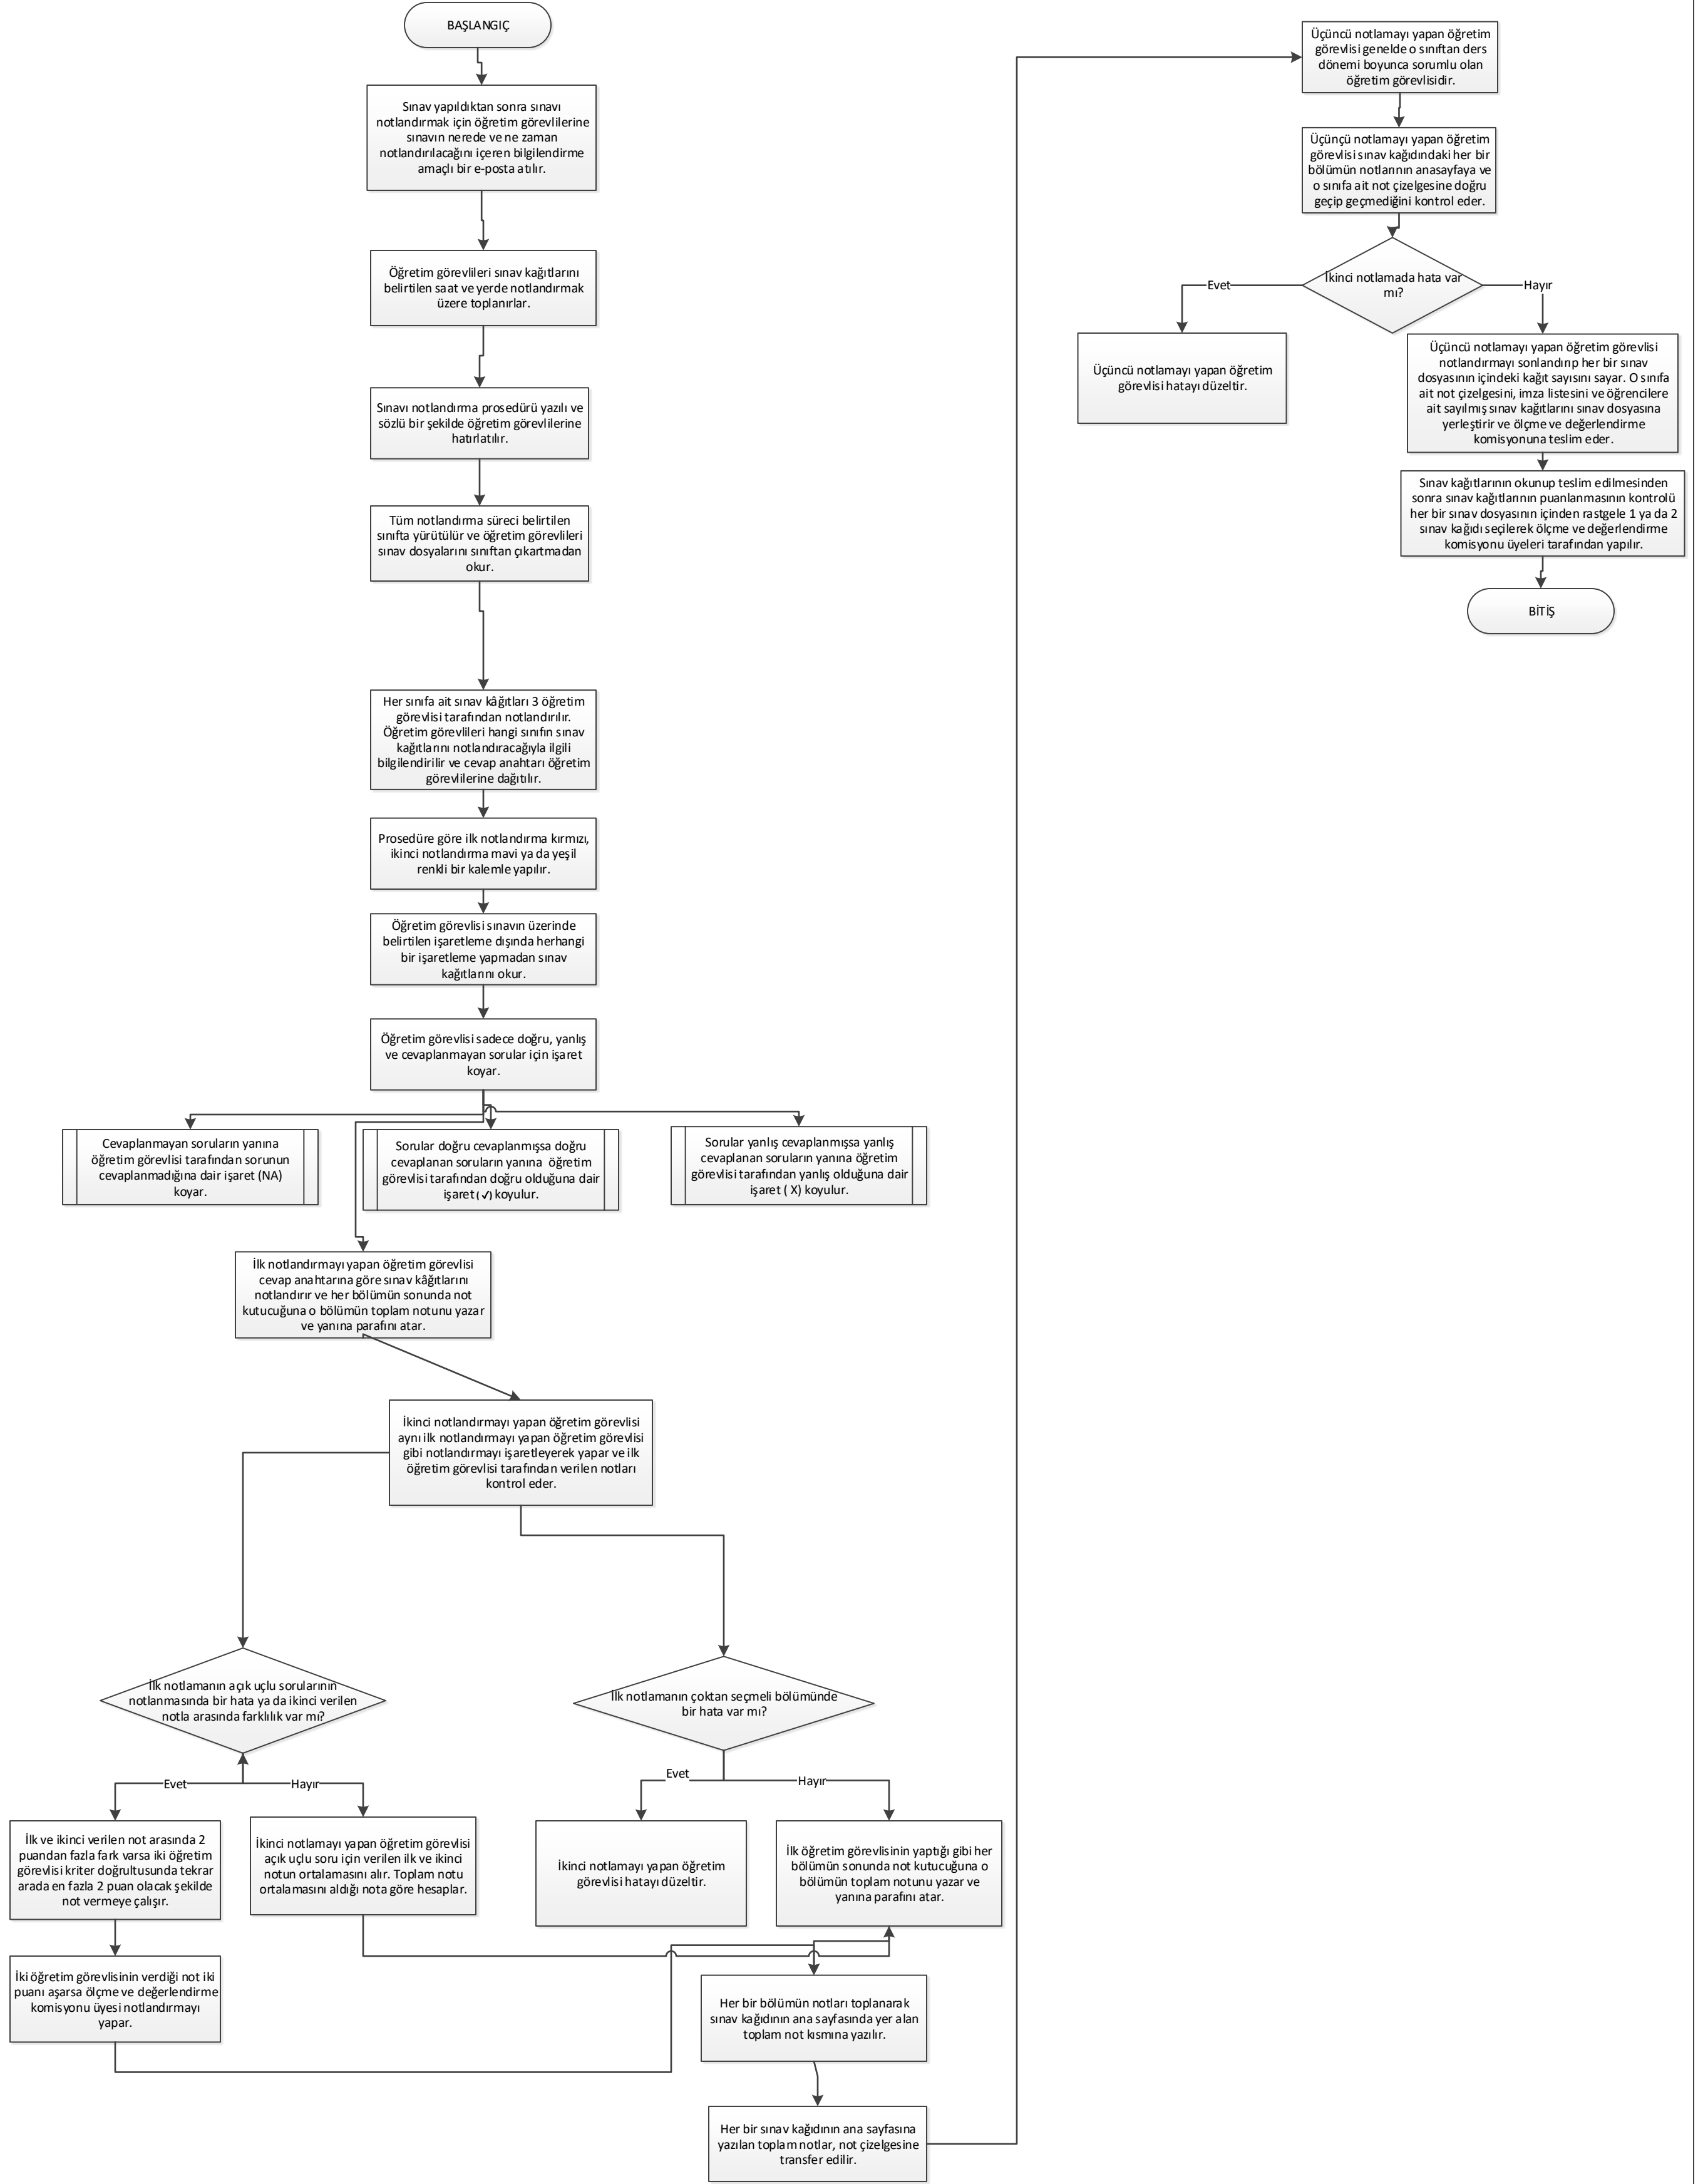 BAŞLANGIÇ
Sınav yapıldıktan sonra sınavı
notlandırmak için öğretim görevlilerine
sınavın nerede ve ne zaman
notlandırılacağını içeren bilgilendirme
amaçlı bir e-posta atılır.
Öğretim görevlileri sınav kağıtlarını
belirtilen saat ve yerde notlandırmak
üzere toplanırlar.
Sınavı notlandırma prosedürü yazılı ve
sözlü bir şekilde öğretim görevlilerine
hatırlatılır.
Tüm notlandırma süreci belirtilen
sınıfta yürütülür ve öğretim görevlileri
sınav dosyalarını sınıftan çıkartmadan
okur.
Her sınıfa ait sınav kâğıtları 3 öğretim
görevlisi tarafından notlandırılır.
Öğretim görevlileri hangi sınıfın sınav
kağıtlarını notlandıracağıyla ilgili
bilgilendirilir ve cevap anahtarı öğretim
görevlilerine dağıtılır.
Prosedüre göre ilk notlandırma kırmızı,
ikinci notlandırma mavi ya da yeşil
renkli bir kalemle yapılır.
Öğretim görevlisi sınavın üzerinde
belirtilen işaretleme dışında herhangi
bir işaretleme yapmadan sınav
kağıtlarını okur.
Öğretim görevlisi sadece doğru, yanlış
ve cevaplanmayan sorular için işaret
koyar.
Cevaplanmayan soruların yanına
öğretim görevlisi tarafından sorunun
cevaplanmadığına dair işaret (NA)
koyar.
Sorular doğru cevaplanmışsa doğru
cevaplanan soruların yanına öğretim
görevlisi tarafından doğru olduğuna dair
işaret (✓) koyulur.
Sorular yanlış cevaplanmışsa yanlış
cevaplanan soruların yanına öğretim
görevlisi tarafından yanlış olduğuna dair
işaret ( X) koyulur.
İlk notlandırmayı yapan öğretim görevlisi
cevap anahtarına göre sınav kâğıtlarını
notlandırır ve her bölümün sonunda not
kutucuğuna o bölümün toplam notunu yazar
ve yanına parafını atar.
İkinci notlandırmayı yapan öğretim görevlisi
aynı ilk notlandırmayı yapan öğretim görevlisi
gibi notlandırmayı işaretleyerek yapar ve ilk
öğretim görevlisi tarafından verilen notları
kontrol eder.
İlk notlamanın açık uçlu sorularının
notlanmasında bir hata ya da ikinci verilen
notla arasında farklılık var mı?
Evet
Hayır
İlk notlamanın çoktan seçmeli bölümünde
bir hata var mı?
Evet
Hayır
İlk ve ikinci verilen not arasında 2
puandan fazla fark varsa iki öğretim
görevlisi kriter doğrultusunda tekrar
arada en fazla 2 puan olacak şekilde
not vermeye çalışır.
İkinci notlamayı yapan öğretim görevlisi
açık uçlu soru için verilen ilk ve ikinci
notun ortalamasını alır. Toplam notu
ortalamasını aldığı nota göre hesaplar.
İkinci notlamayı yapan öğretim
görevlisi hatayı düzeltir.
İlk öğretim görevlisinin yaptığı gibi her
bölümün sonunda not kutucuğuna o
bölümün toplam notunu yazar ve
yanına parafını atar.
İki öğretim görevlisinin verdiği not iki
puanı aşarsa ölçme ve değerlendirme
komisyonu üyesi notlandırmayı
yapar.
Her bir bölümün notları toplanarak
sınav kağıdının ana sayfasında yer alan
toplam not kısmına yazılır.
Her bir sınav kağıdının ana sayfasına
yazılan toplam notlar, not çizelgesine
transfer edilir.
Üçüncü notlamayı yapan öğretim
görevlisi genelde o sınıftan ders
dönemi boyunca sorumlu olan
öğretim görevlisidir.
Üçünçü notlamayı yapan öğretim
görevlisi sınav kağıdındaki her bir
bölümün notlarının anasayfaya ve
o sınıfa ait not çizelgesine doğru
geçip geçmediğini kontrol eder.
İkinci notlamada hata var
mı?
Evet
Hayır
Üçüncü notlamayı yapan öğretim
görevlisi hatayı düzeltir.
Üçüncü notlamayı yapan öğretim görevlisi
notlandırmayı sonlandırıp her bir sınav
dosyasının içindeki kağıt sayısını sayar. O sınıfa
ait not çizelgesini, imza listesini ve öğrencilere
ait sayılmış sınav kağıtlarını sınav dosyasına
yerleştirir ve ölçme ve değerlendirme
komisyonuna teslim eder.
Sınav kağıtlarının okunup teslim edilmesinden
sonra sınav kağıtlarının puanlanmasının kontrolü
her bir sınav dosyasının içinden rastgele 1 ya da 2
sınav kağıdı seçilerek ölçme ve değerlendirme
komisyonu üyeleri tarafından yapılır.
BİTİŞ